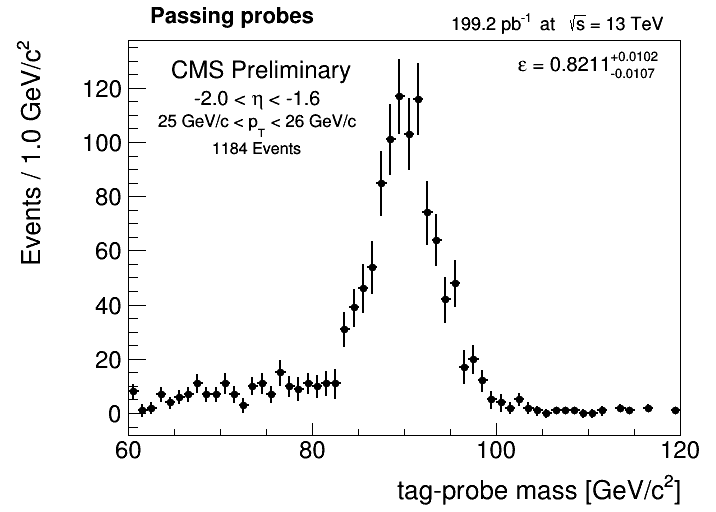 Passing probes
199.2 pb⁻¹ at √s = 13 TeV
CMS Preliminary
-2.0 < η < -1.6
25 GeV/c < p_T < 26 GeV/c
1184 Events
ε = 0.8211 +0.0102 -0.0107
Events / 1.0 GeV/c²
120
100
80
60
40
20
0
60 80 100 120
tag-probe mass [GeV/c²]